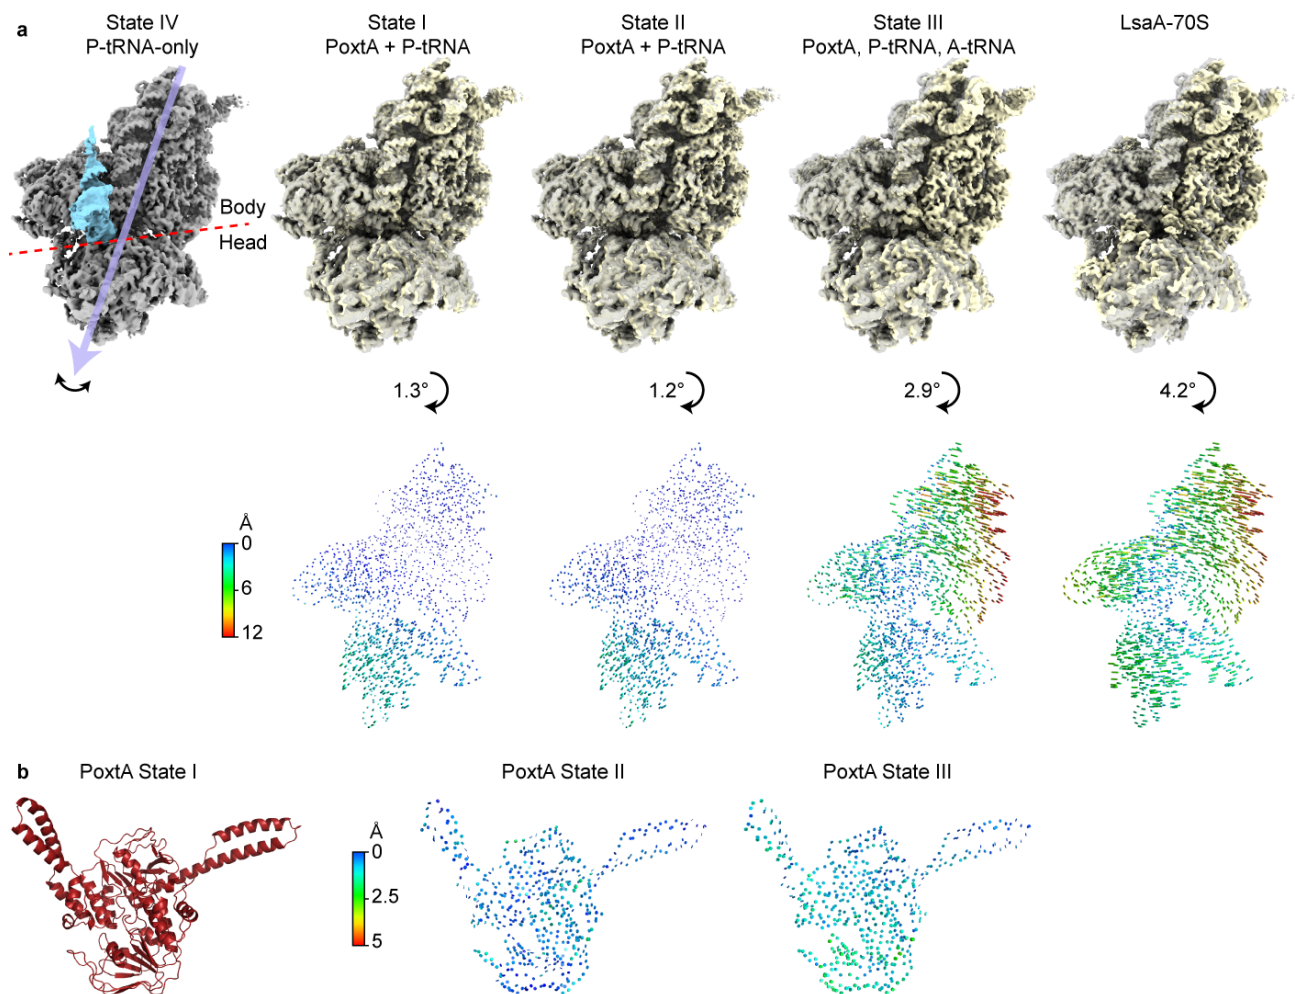 a
State IV
P-tRNA-only
State I
PoxtA + P-tRNA
State II
PoxtA + P-tRNA
State III
PoxtA, P-tRNA, A-tRNA
LsaA-70S
Body
Head
1.3°
1.2°
2.9°
4.2°
Å
0
6
12
b
PoxtA State I
PoxtA State II
PoxtA State III
Å
0
2.5
5